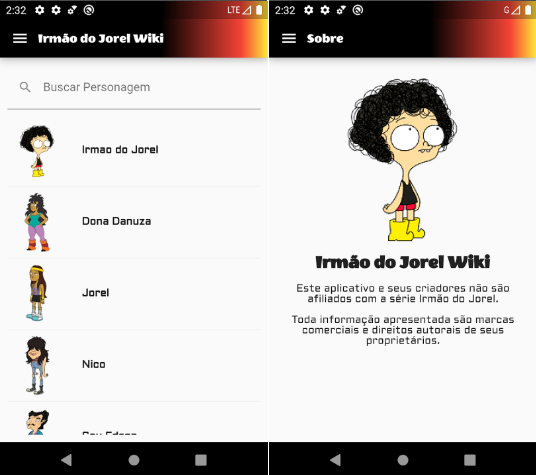 2:32
LTE
Irmão do Jorel Wiki
Buscar Personagem
Irmao do Jorel
Dona Danuza
Jorel
Nico
2:32
G
Sobre
Irmão do Jorel Wiki
Este aplicativo e seus criadores não são
afiliados com a série Irmão do Jorel.
Toda informação apresentada são marcas
comerciais e direitos autorais de seus
proprietários.